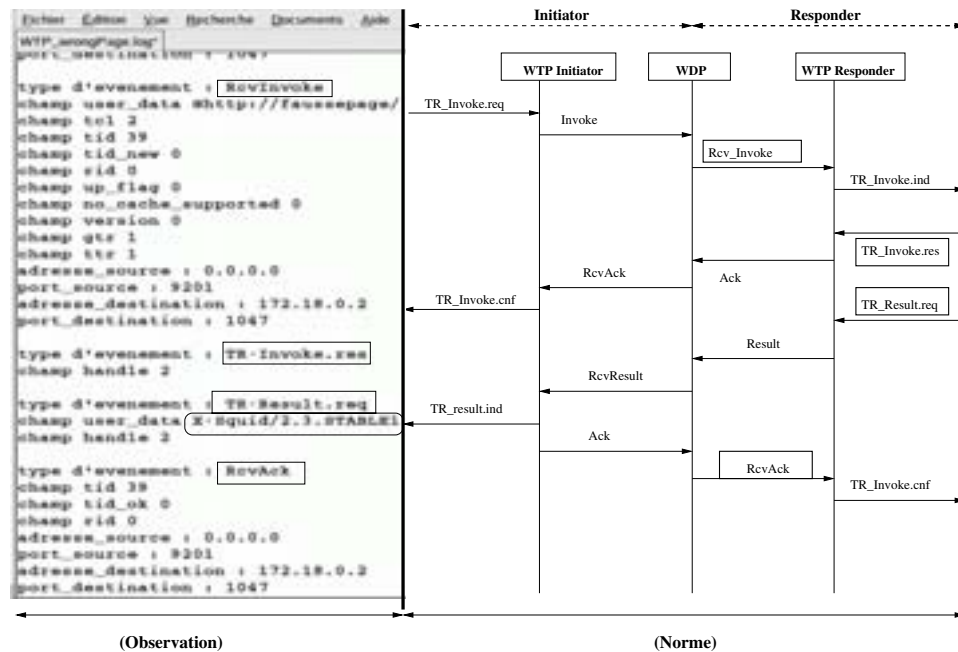 Fichier Edition Vue Recherche Documents Aide
WTP_wrongPage.log*
port_destination : 1047
type d'evenement : RcvInvoke
champ user_data @http://faussepage/
champ tcl 2
champ tid 39
champ tid_new 0
champ rid 0
champ up_flag 0
champ no_cache_supported 0
champ version 0
champ gtr 1
champ ttr 1
adresse_source : 0.0.0.0
port_source : 9201
adresse_destination : 172.18.0.2
port_destination : 1047
type d'evenement : TR-Invoke.res
champ handle 2
type d'evenement : TR-Result.req
champ user_data X-Squid/2.3.STABLE1
champ handle 2
type d'evenement : RcvAck
champ tid 39
champ tid_ok 0
champ rid 0
adresse_source : 0.0.0.0
port_source : 9201
adresse_destination : 172.18.0.2
port_destination : 1047
(Observation)
Initiator
Responder
WTP Initiator
WDP
WTP Responder
TR_Invoke.req
Invoke
Rcv_Invoke
TR_Invoke.ind
TR_Invoke.res
Ack
RcvAck
TR_Invoke.cnf
TR_Result.req
Result
RcvResult
TR_result.ind
Ack
RcvAck
TR_Invoke.cnf
(Norme)